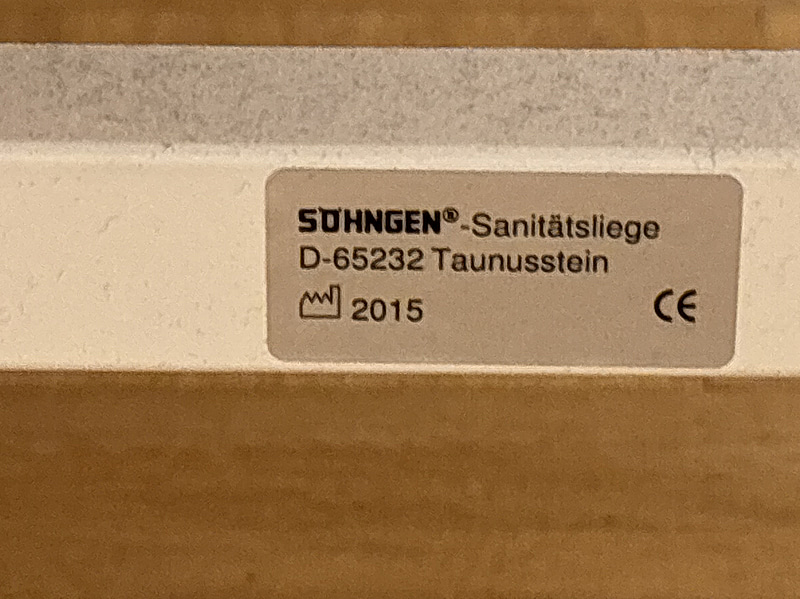 SÖHNGEN®-Sanitätsliege
D-65232 Taunusstein
2015 CE